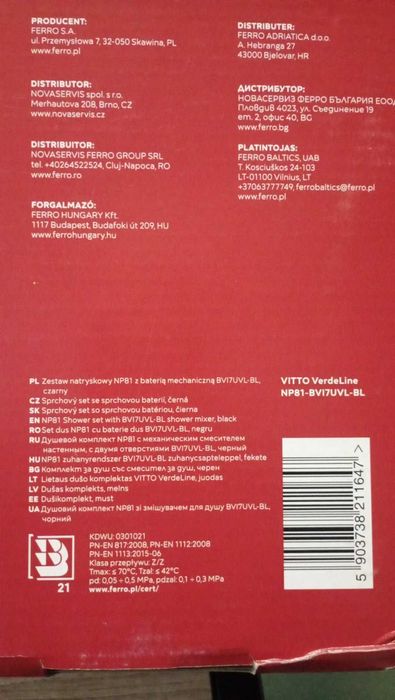 PRODUCENT:
FERRO S.A.
ul. Przemysłowa 7, 32-050 Skawina, PL
www.ferro.pl
DISTRIBUTOR:
NOVASERVIS spol. s r.o.
Merhautova 208, Brno, CZ
www.novaservis.cz
DISTRIBUITOR:
NOVASERVIS FERRO GROUP SRL
tel. +40264522524, Cluj-Napoca, RO
www.ferro.ro
FORGALMAZÓ:
FERRO HUNGARY Kft.
1117 Budapest, Budafoki út 209, HU
www.ferrohungary.hu
DISTRIBUTER:
FERRO ADRIATICA d.o.o.
A. Hebranga 27
43000 Bjelovar, HR
ДИСТРИБУТОР:
НОВАСЕРВИЗ ФЕРРО БЪЛГАРИЯ ЕООД
Пловдив 4023, ул. Съединение 19
ет. 2, офис 40, BG
www.ferro.bg
PLATINTOJAS:
FERRO BALTICS, UAB
T. Kosciuškos 24-103
LT-01100 Vilnius, LT
+37063777749, ferrobaltics@ferro.pl
www.ferro.pl
PL Zestaw natryskowy NP81 z baterią mechaniczną BVI7UVL-BL,
czarny
CZ Sprchový set se sprchovou baterií, černá
SK Sprchový set so sprchovou batériou, čierna
EN NP81 Shower set with BVI7UVL-BL shower mixer, black
RO Set dus NP81 cu baterie dus BVI7UVL-BL, negru
RU Душевой комплект NP81 с механическим смесителем
настенным, с двумя отверстиями BVI7UVL-BL, черный
HU NP81 zuhanyrendszer BVI7UVL-BL zuhanycsapteleppel, fekete
BG Комплект за душ със смесител за душ, черен
LT Lietaus dušo komplektas VITTO VerdeLine, juodas
LV Dušas komplekts, melns
EE Dušikomplekt, must
UA Душовий комплект NP81 зі змішувачем для душу BVI7UVL-BL,
чорний
VITTO VerdeLine
NP81-BVI7UVL-BL
5 903738 211647 >
B
21
KDWU: 0301021
PN-EN 817:2008, PN-EN 1112:2008
PN-EN 1113:2015-06
Klasa przepływu: Z/Z
Tmax: ≤ 70°C, Tzal: ≤ 42°C
pd: 0,05 ÷ 0,5 MPa, pdzal: 0,1 ÷ 0,3 MPa
www.ferro.pl/cert/